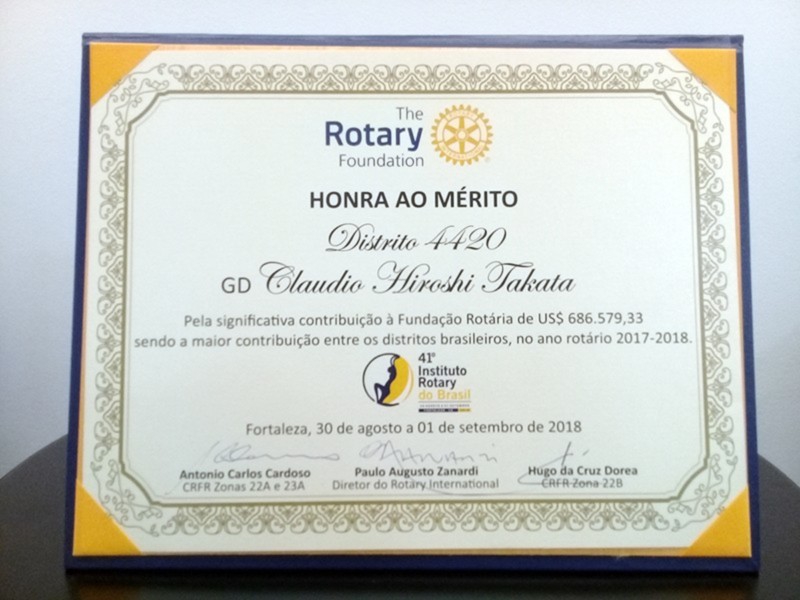 The
Rotary
Foundation
HONRA AO MÉRITO
Distrito 4420
GD Claudio Hiroshi Takata
Pela significativa contribuição à Fundação Rotária de US$ 686.579,33
sendo a maior contribuição entre os distritos brasileiros, no ano rotário 2017-2018.
41º
Instituto
Rotary
do Brasil
Fortaleza, 30 de agosto a 01 de setembro de 2018
Antonio Carlos Cardoso Paulo Augusto Zanardi Hugo da Cruz Dorea
CRFR Zonas 22A e 23A Diretor do Rotary International CRFR Zona 22B